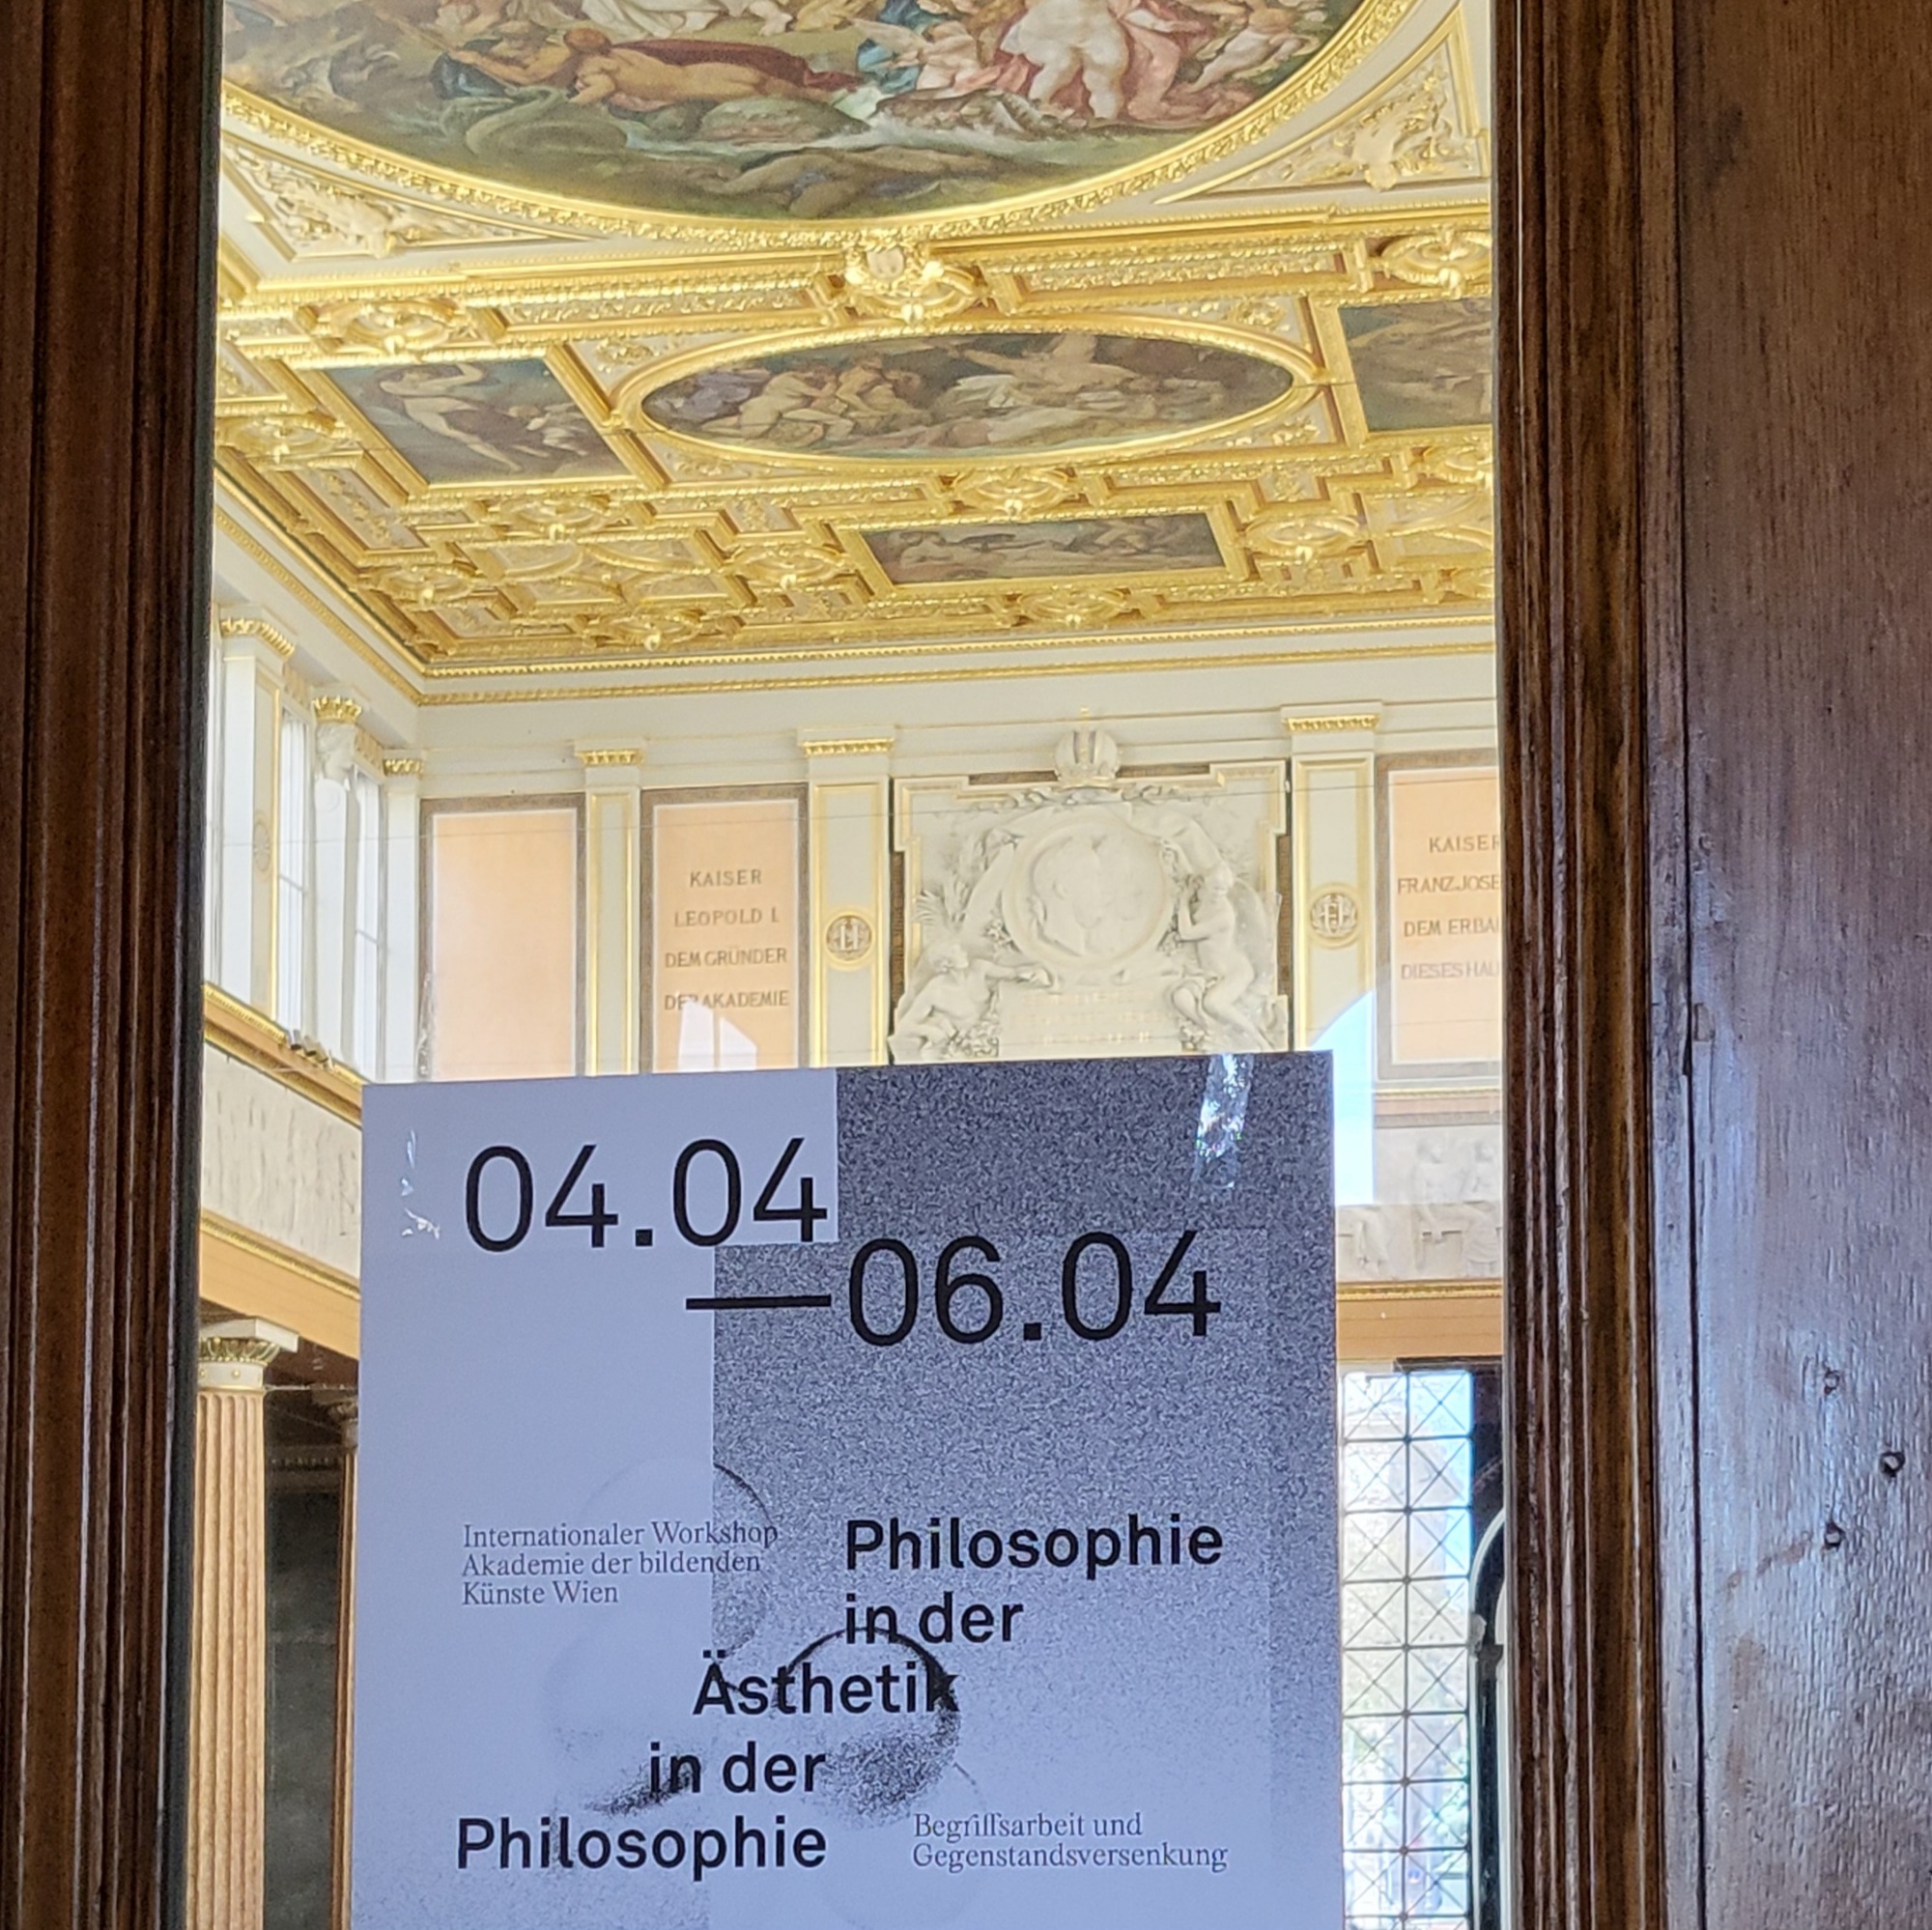 KAISER
LEOPOLD I.
DEM GRÜNDER
DER AKADEMIE
KAISER
FRANZ JOSE
DEM ERBA
DIESES HAU
04.04
—06.04
Internationaler Workshop
Akademie der bildenden
Künste Wien
Philosophie
in der
Ästhetik
in der
Philosophie
Begriffsarbeit und
Gegenstandsversenkung